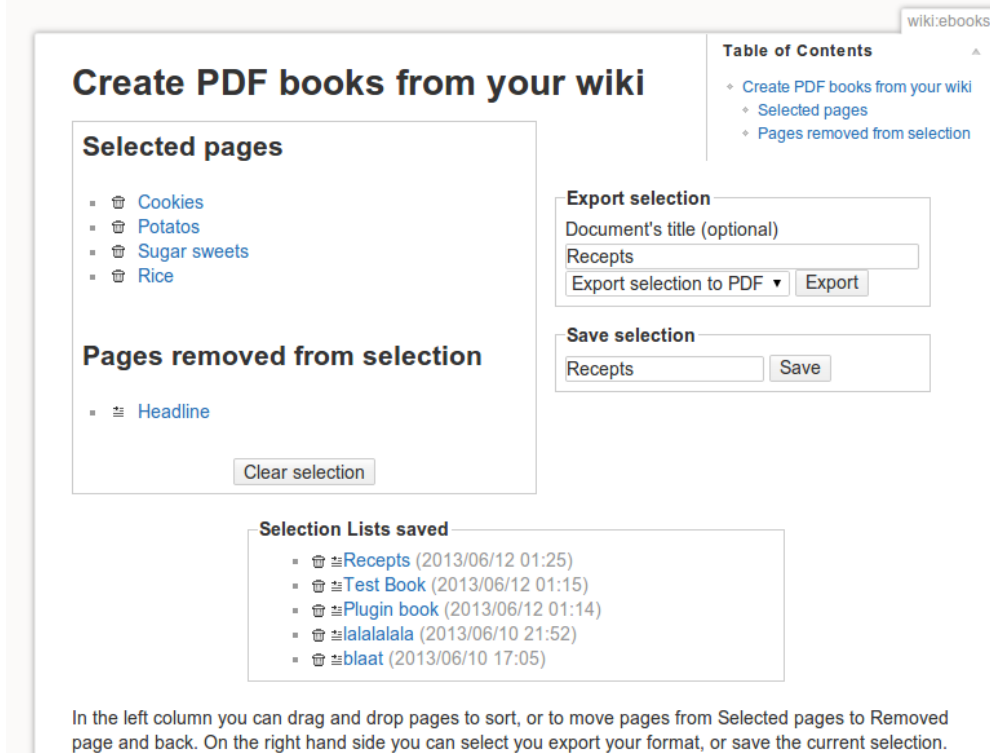 wiki:ebooks
Table of Contents
Create PDF books from your wiki
Selected pages
Pages removed from selection
Create PDF books from your wiki
Selected pages
Cookies
Potatos
Sugar sweets
Rice
Pages removed from selection
Headline
Clear selection
Export selection
Document's title (optional)
Recepts
Export selection to PDF ▼ Export
Save selection
Recepts Save
Selection Lists saved
Recepts (2013/06/12 01:25)
Test Book (2013/06/12 01:15)
Plugin book (2013/06/12 01:14)
lalalalala (2013/06/10 21:52)
blaat (2013/06/10 17:05)
In the left column you can drag and drop pages to sort, or to move pages from Selected pages to Removed
page and back. On the right hand side you can select you export your format, or save the current selection.